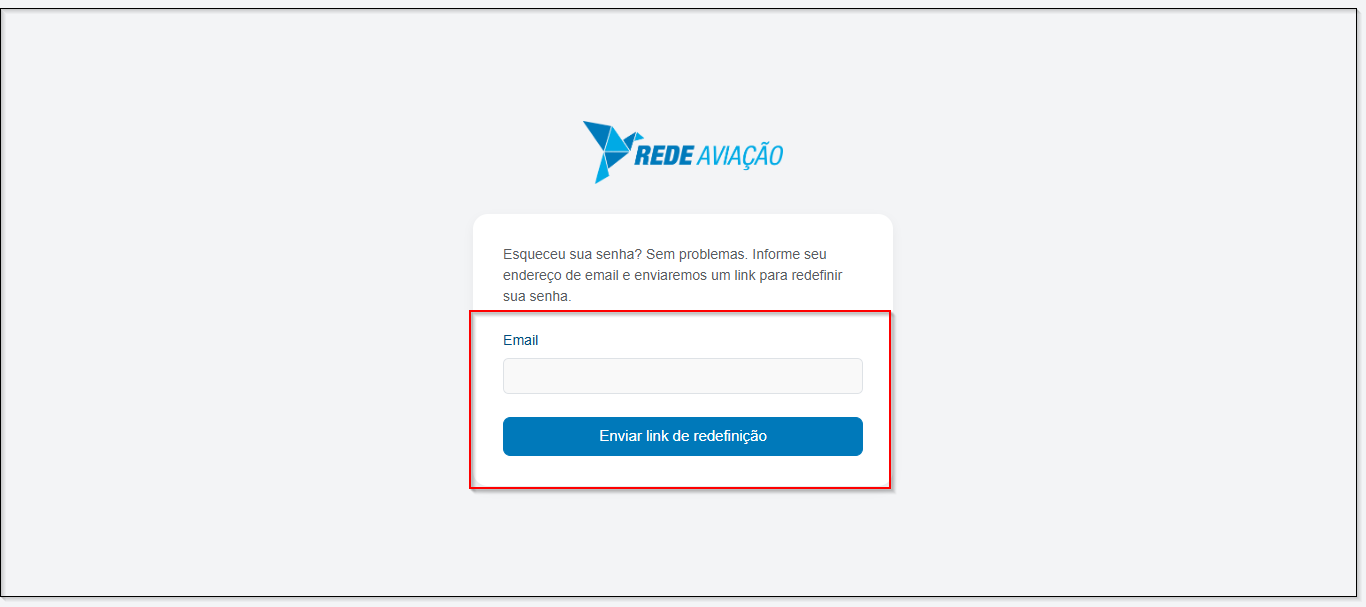 REDE AVIAÇÃO
Esqueceu sua senha? Sem problemas. Informe seu
endereço de email e enviaremos um link para redefinir
sua senha.
Email
Enviar link de redefinição